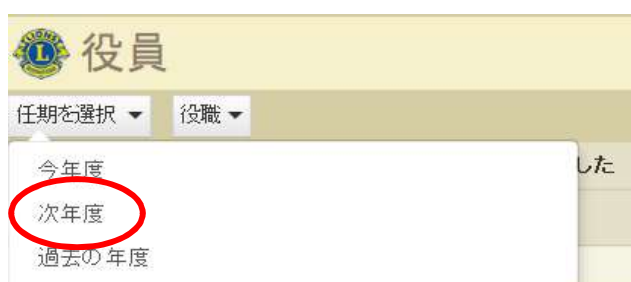 役員
任期を選択 ▼ 役職 ▼
今年度 した
次年度
過去の年度